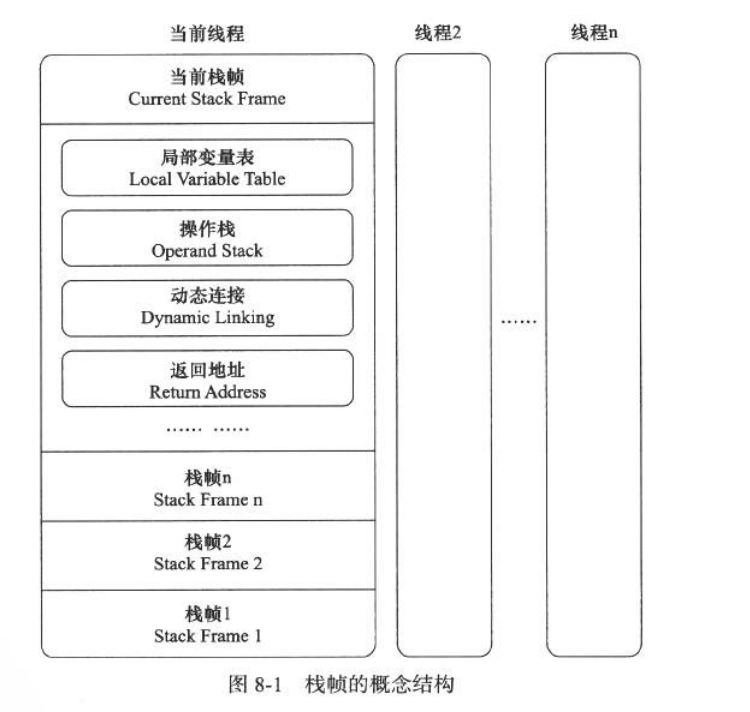 当前线程
线程2
线程n
当前栈帧
Current Stack Frame
局部变量表
Local Variable Table
操作栈
Operand Stack
动态连接
Dynamic Linking
返回地址
Return Address
…… ……
……
栈帧n
Stack Frame n
栈帧2
Stack Frame 2
栈帧1
Stack Frame 1
图 8-1 栈帧的概念结构